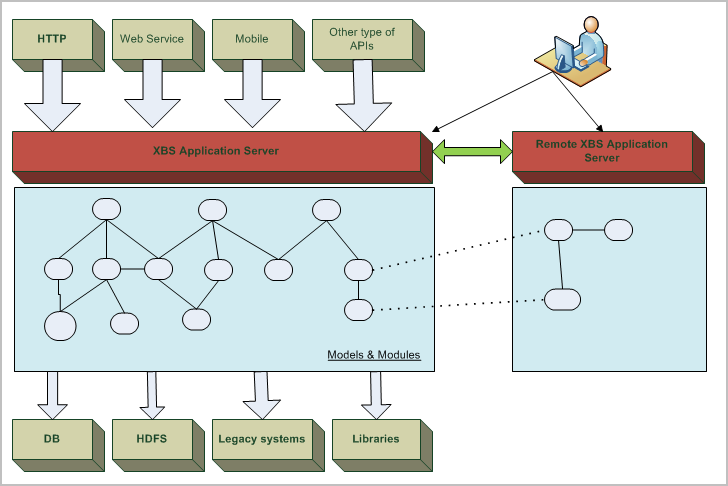 HTTP
Web Service
Mobile
Other type of
APIs
XBS Application Server
Remote XBS Application
Server
Models & Modules
DB
HDFS
Legacy systems
Libraries